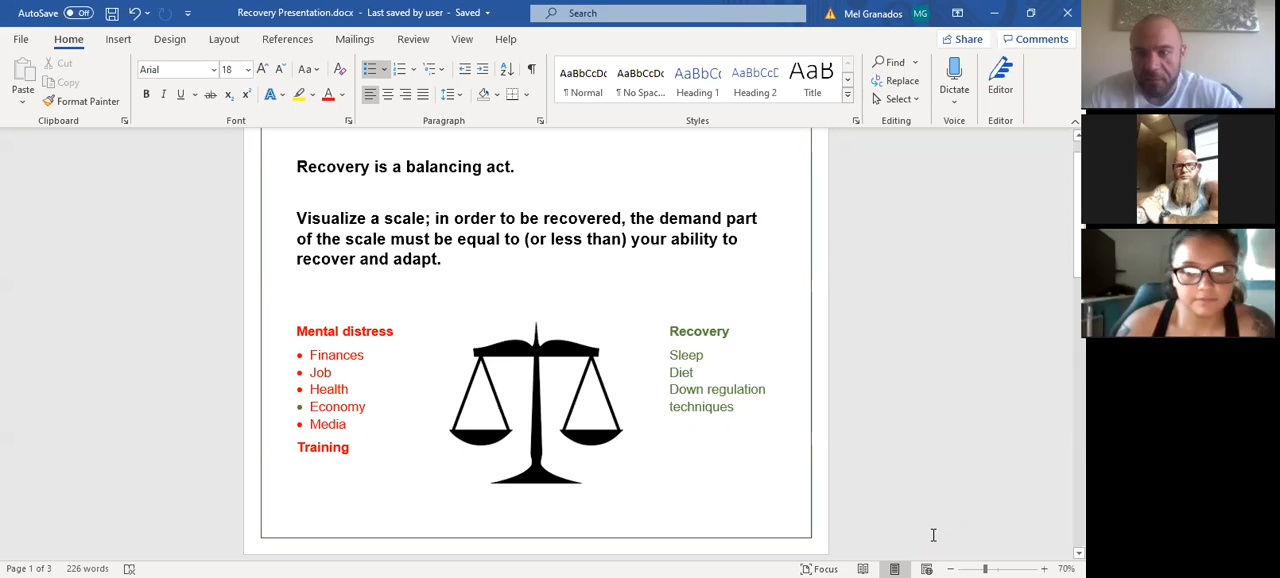 AutoSave Off Recovery Presentation.docx - Last saved by user - Saved Search Mel Granados MG
File Home Insert Design Layout References Mailings Review View Help Share Comments
Paste Cut Copy Format Painter
Arial 18 Aa
B I U ab x₂ x² A A
AaBbCcDc AaBbCcDc AaBbCc AaBbCcD AaB
¶ Normal ¶ No Spac... Heading 1 Heading 2 Title
Find Replace Select
Dictate Editor
Clipboard Font Paragraph Styles Editing Voice Editor
Recovery is a balancing act.
Visualize a scale; in order to be recovered, the demand part
of the scale must be equal to (or less than) your ability to
recover and adapt.
Mental distress
• Finances
• Job
• Health
• Economy
• Media
Training
Recovery
Sleep
Diet
Down regulation
techniques
Page 1 of 3 226 words Focus 70%